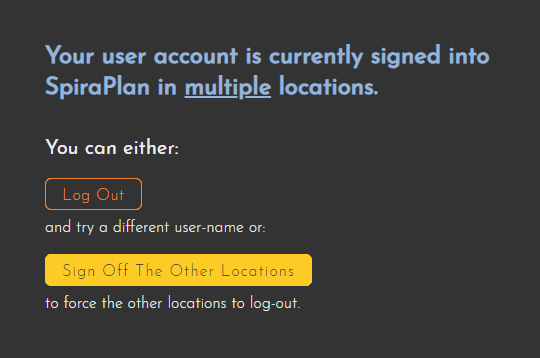 Your user account is currently signed into
SpiraPlan in multiple locations.
You can either:
Log Out
and try a different user-name or:
Sign Off The Other Locations
to force the other locations to log-out.